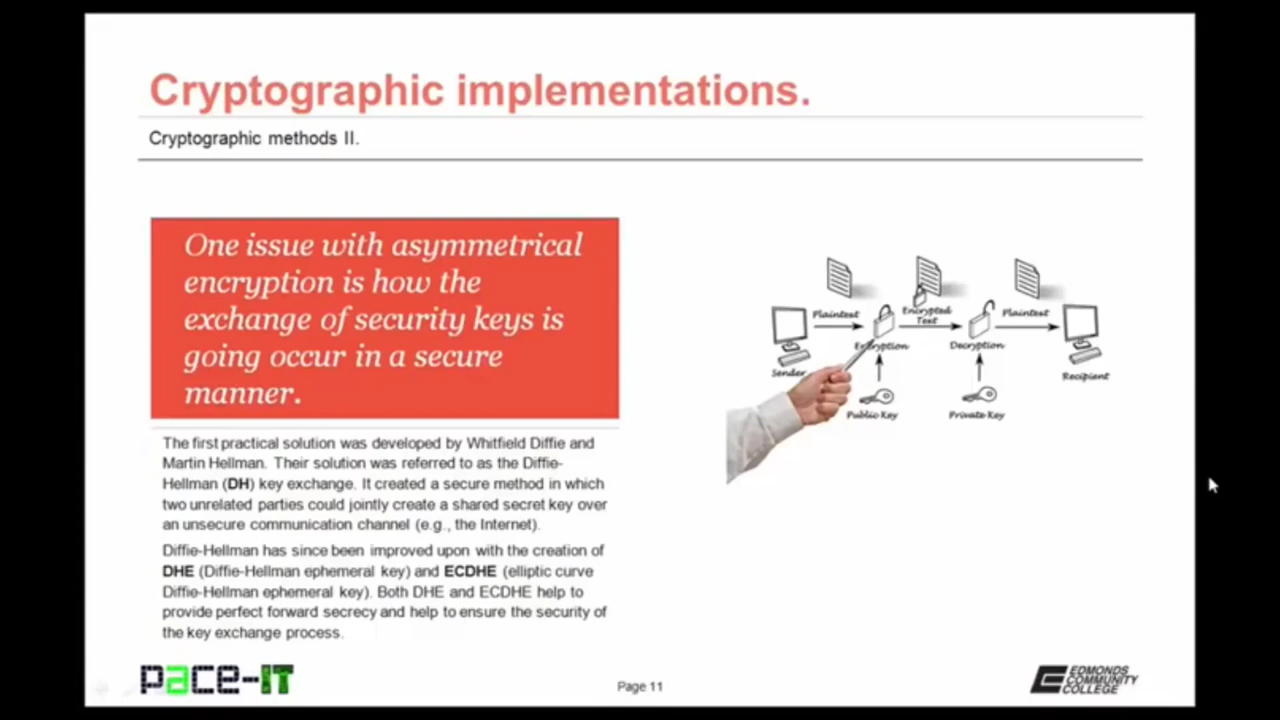 Cryptographic implementations.
Cryptographic methods II.
One issue with asymmetrical
encryption is how the
exchange of security keys is
going occur in a secure
manner.
The first practical solution was developed by Whitfield Diffie and
Martin Hellman. Their solution was referred to as the Diffie-
Hellman (DH) key exchange. It created a secure method in which
two unrelated parties could jointly create a shared secret key over
an unsecure communication channel (e.g., the Internet).
Diffie-Hellman has since been improved upon with the creation of
DHE (Diffie-Hellman ephemeral key) and ECDHE (elliptic curve
Diffie-Hellman ephemeral key). Both DHE and ECDHE help to
provide perfect forward secrecy and help to ensure the security of
the key exchange process.
Plaintext
Encrypted
Text
Plaintext
Encryption
Decryption
Sender
Recipient
Public Key
Private Key
PACE-IT
Page 11
EDMONDS
COMMUNITY
COLLEGE